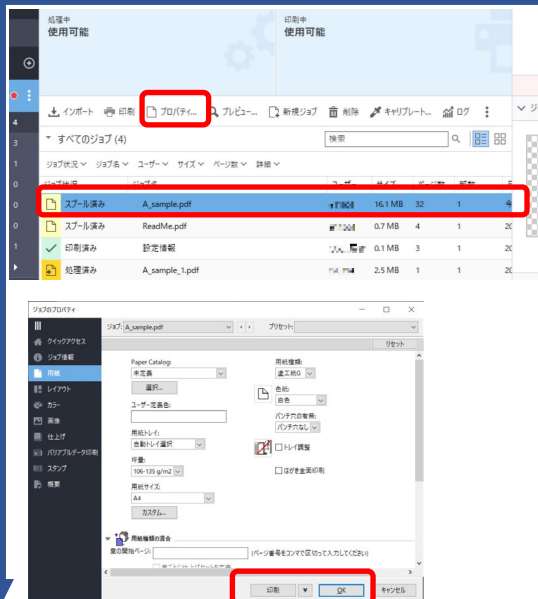 処理中
使用可能
印刷中
使用可能
インポート 印刷 プロパティ... プレビュー... 新規ジョブ 削除 キャリブレート... ログ
4
3
1
0
0
0
1
すべてのジョブ (4) 検索
ジョブ状況 ジョブ名 ユーザー サイズ ページ数 詳細
スプール済み A_sample.pdf 16.1 MB 32 1 今
スプール済み ReadMe.pdf 0.7 MB 4 1 20
印刷済み 設定情報 0.1 MB 3 1 20
処理済み A_sample_1.pdf 2.5 MB 1 1 20
ジョブのプロパティ
ジョブ: A_sample.pdf プリセット:
リセット
クイックアクセス
ジョブ情報
用紙
レイアウト
カラー
画像
仕上げ
バリアブルデータ印刷
スタンプ
概要
Paper Catalog:
未定義
選択...
ユーザー定義色:
用紙トレイ:
自動トレイ選択
坪量:
106-135 g/m2
用紙サイズ:
A4
カスタム...
用紙種類:
塗工紙G
色紙:
白色
パンチ穴の有無:
パンチ穴なし
トレイ調整
はがき全面印刷
用紙種類の混合
章の開始ページ: (ページ番号をコンマで区切って入力してください)
印刷 OK キャンセル